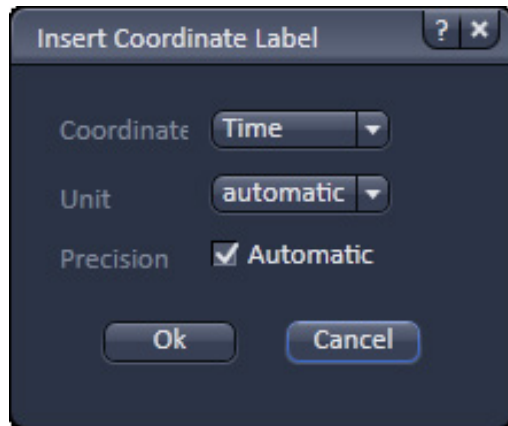 Insert Coordinate Label ? ×
Coordinate Time
Unit automatic
Precision Automatic
Ok Cancel